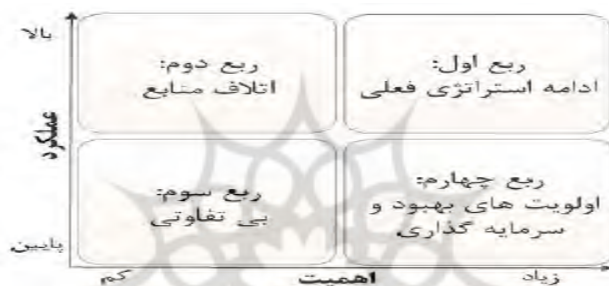 بالا
ربع اول:
ادامه استراتژی فعلی
ربع دوم:
اتلاف منابع
عملکرد
ربع چهارم:
اولویت های بهبود و
سرمایه گذاری
ربع سوم:
بی تفاوتی
پایین
زیاد
اهمیت
کم